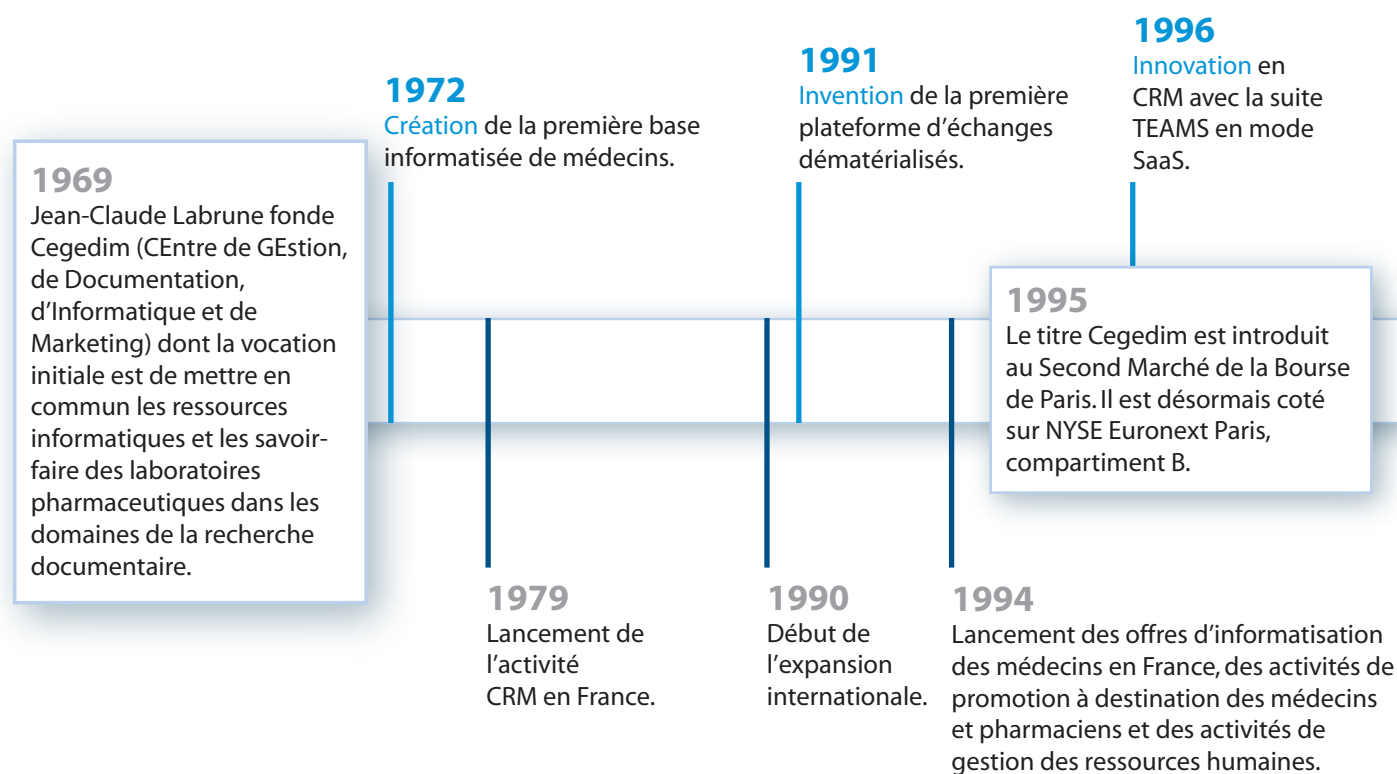 1969
Jean-Claude Labrune fonde
Cegedim (CEntre de GEstion,
de Documentation,
d’Informatique et de
Marketing) dont la vocation
initiale est de mettre en
commun les ressources
informatiques et les savoir-
faire des laboratoires
pharmaceutiques dans les
domaines de la recherche
documentaire.
1972
Création de la première base
informatisée de médecins.
1979
Lancement de
l’activité
CRM en France.
1990
Début de
l’expansion
internationale.
1991
Invention de la première
plateforme d’échanges
dématérialisés.
1994
Lancement des offres d’informatisation
des médecins en France, des activités de
promotion à destination des médecins
et pharmaciens et des activités de
gestion des ressources humaines.
1995
Le titre Cegedim est introduit
au Second Marché de la Bourse
de Paris. Il est désormais coté
sur NYSE Euronext Paris,
compartiment B.
1996
Innovation en
CRM avec la suite
TEAMS en mode
SaaS.